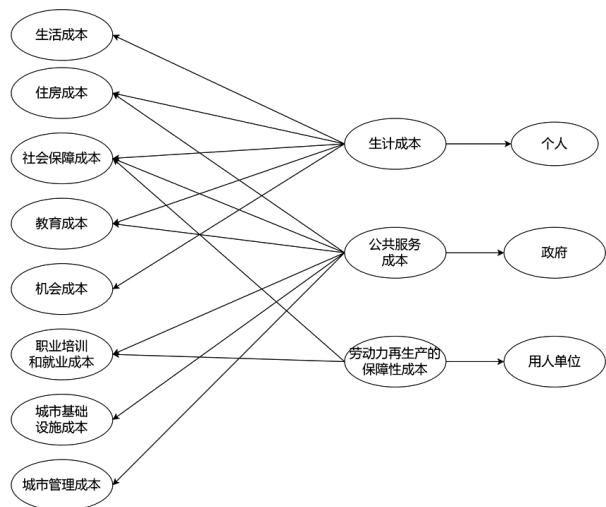 生活成本
住房成本
社会保障成本
教育成本
机会成本
职业培训
和就业成本
城市基础
设施成本
城市管理成本
生计成本
公共服务
成本
劳动力再生产的
保障性成本
个人
政府
用人单位